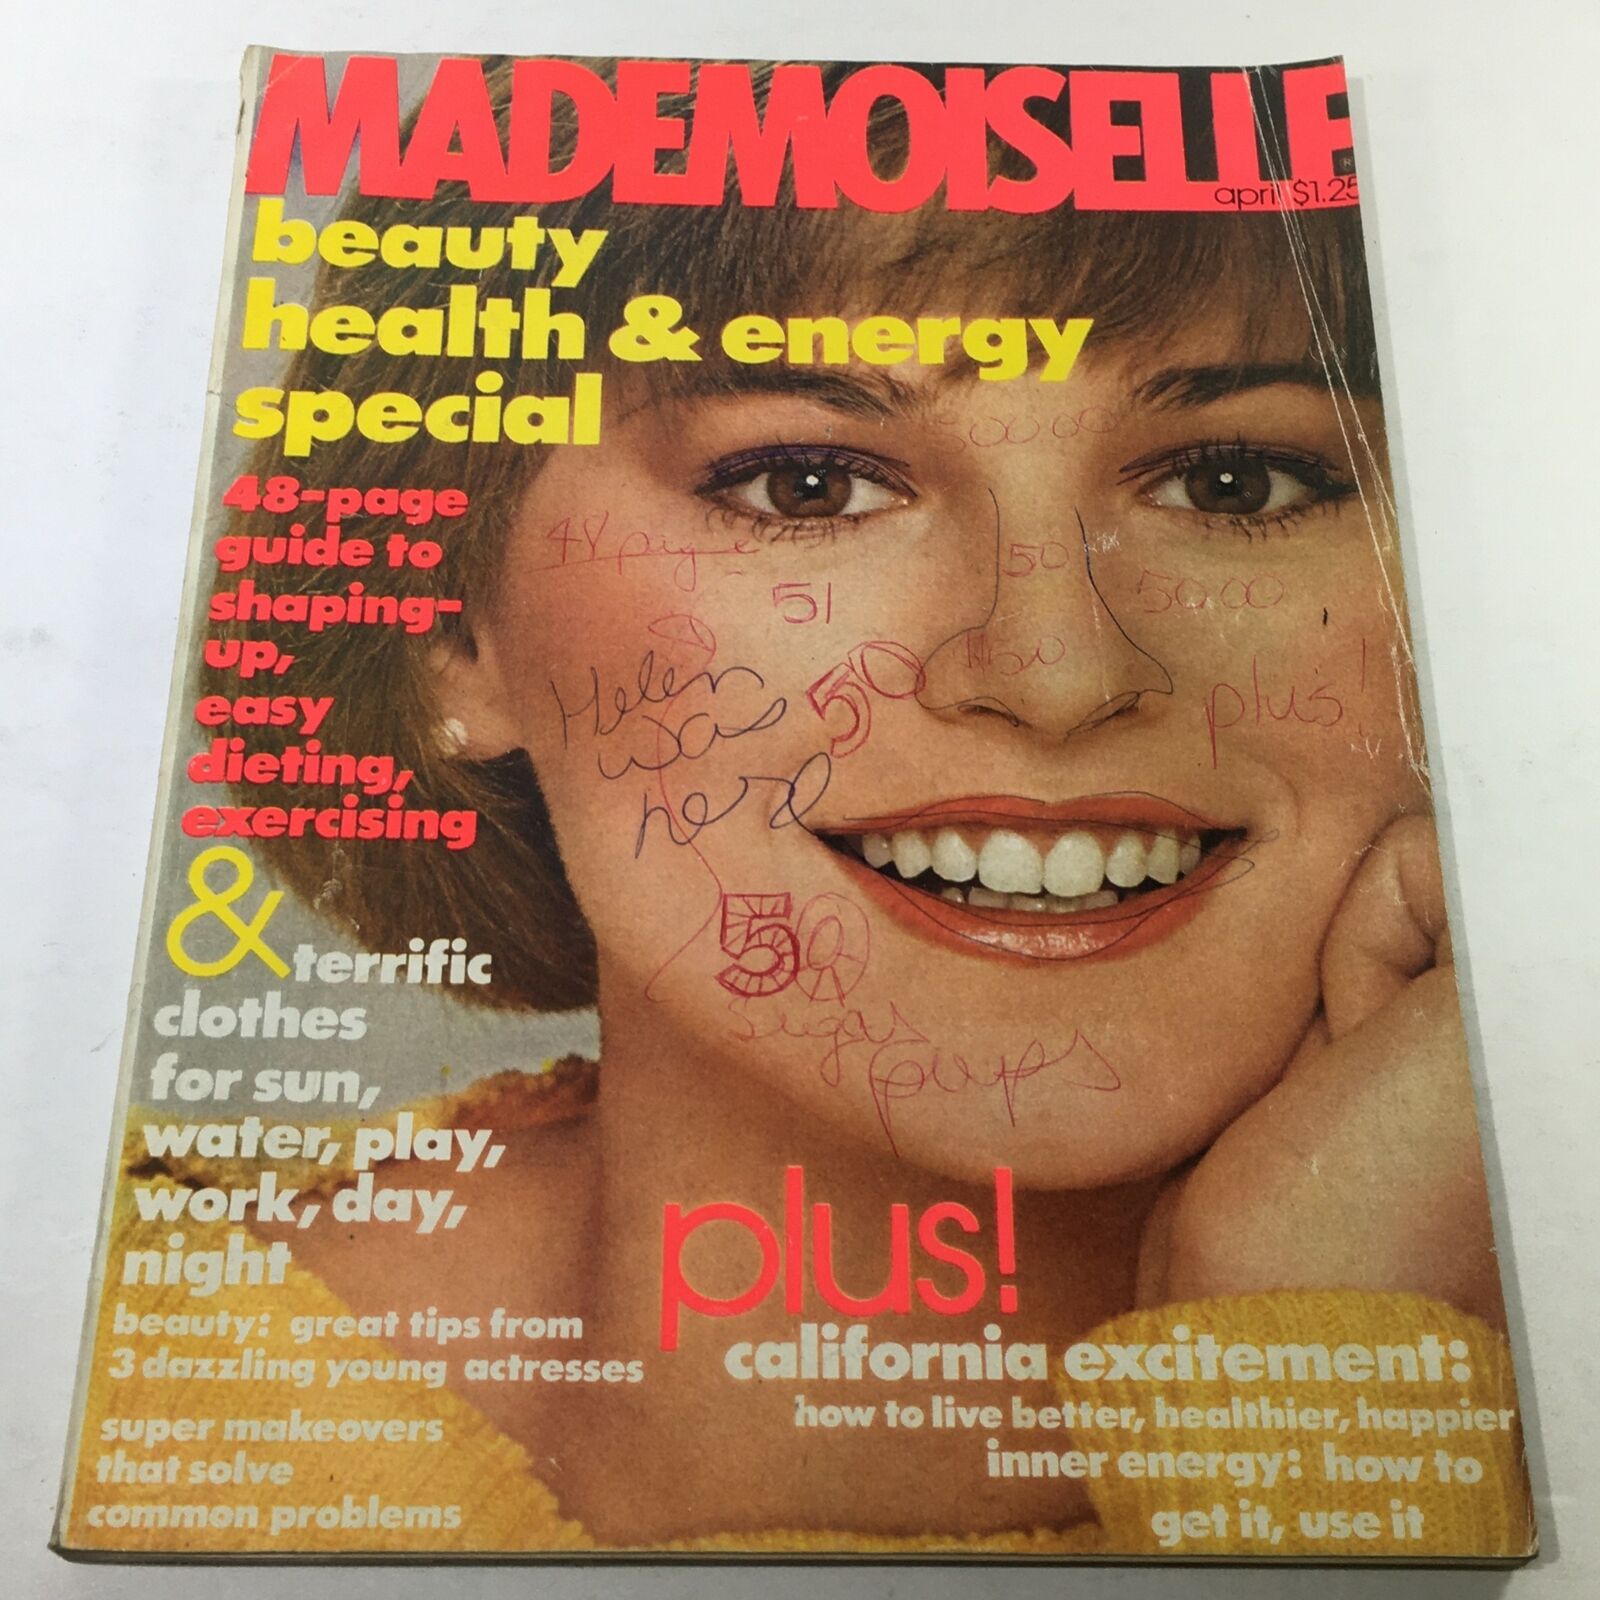 MADEMOISELLE
april $1.25
beauty
health & energy
special
48-page
guide to
shaping-
up,
easy
dieting,
exercising
& terrific
clothes
for sun,
water, play,
work, day,
night
beauty: great tips from
3 dazzling young actresses
super makeovers
that solve
common problems
500.00
48 page
51
50
50.00
50
1150
plus!
Helen
was
here
50
pups
plus!
california excitement:
how to live better, healthier, happier
inner energy: how to
get it, use it